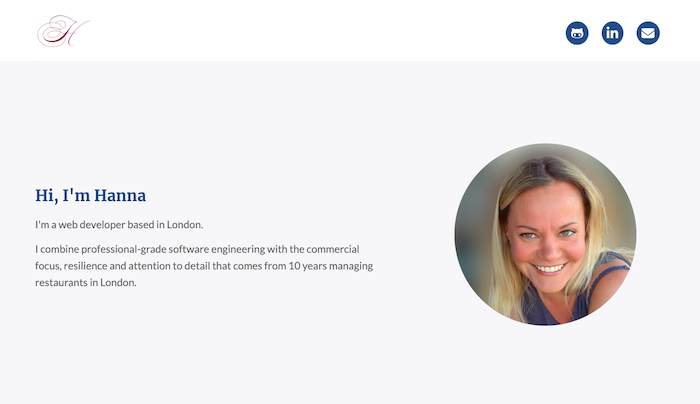 H
in
Hi, I'm Hanna
I'm a web developer based in London.
I combine professional-grade software engineering with the commercial
focus, resilience and attention to detail that comes from 10 years managing
restaurants in London.